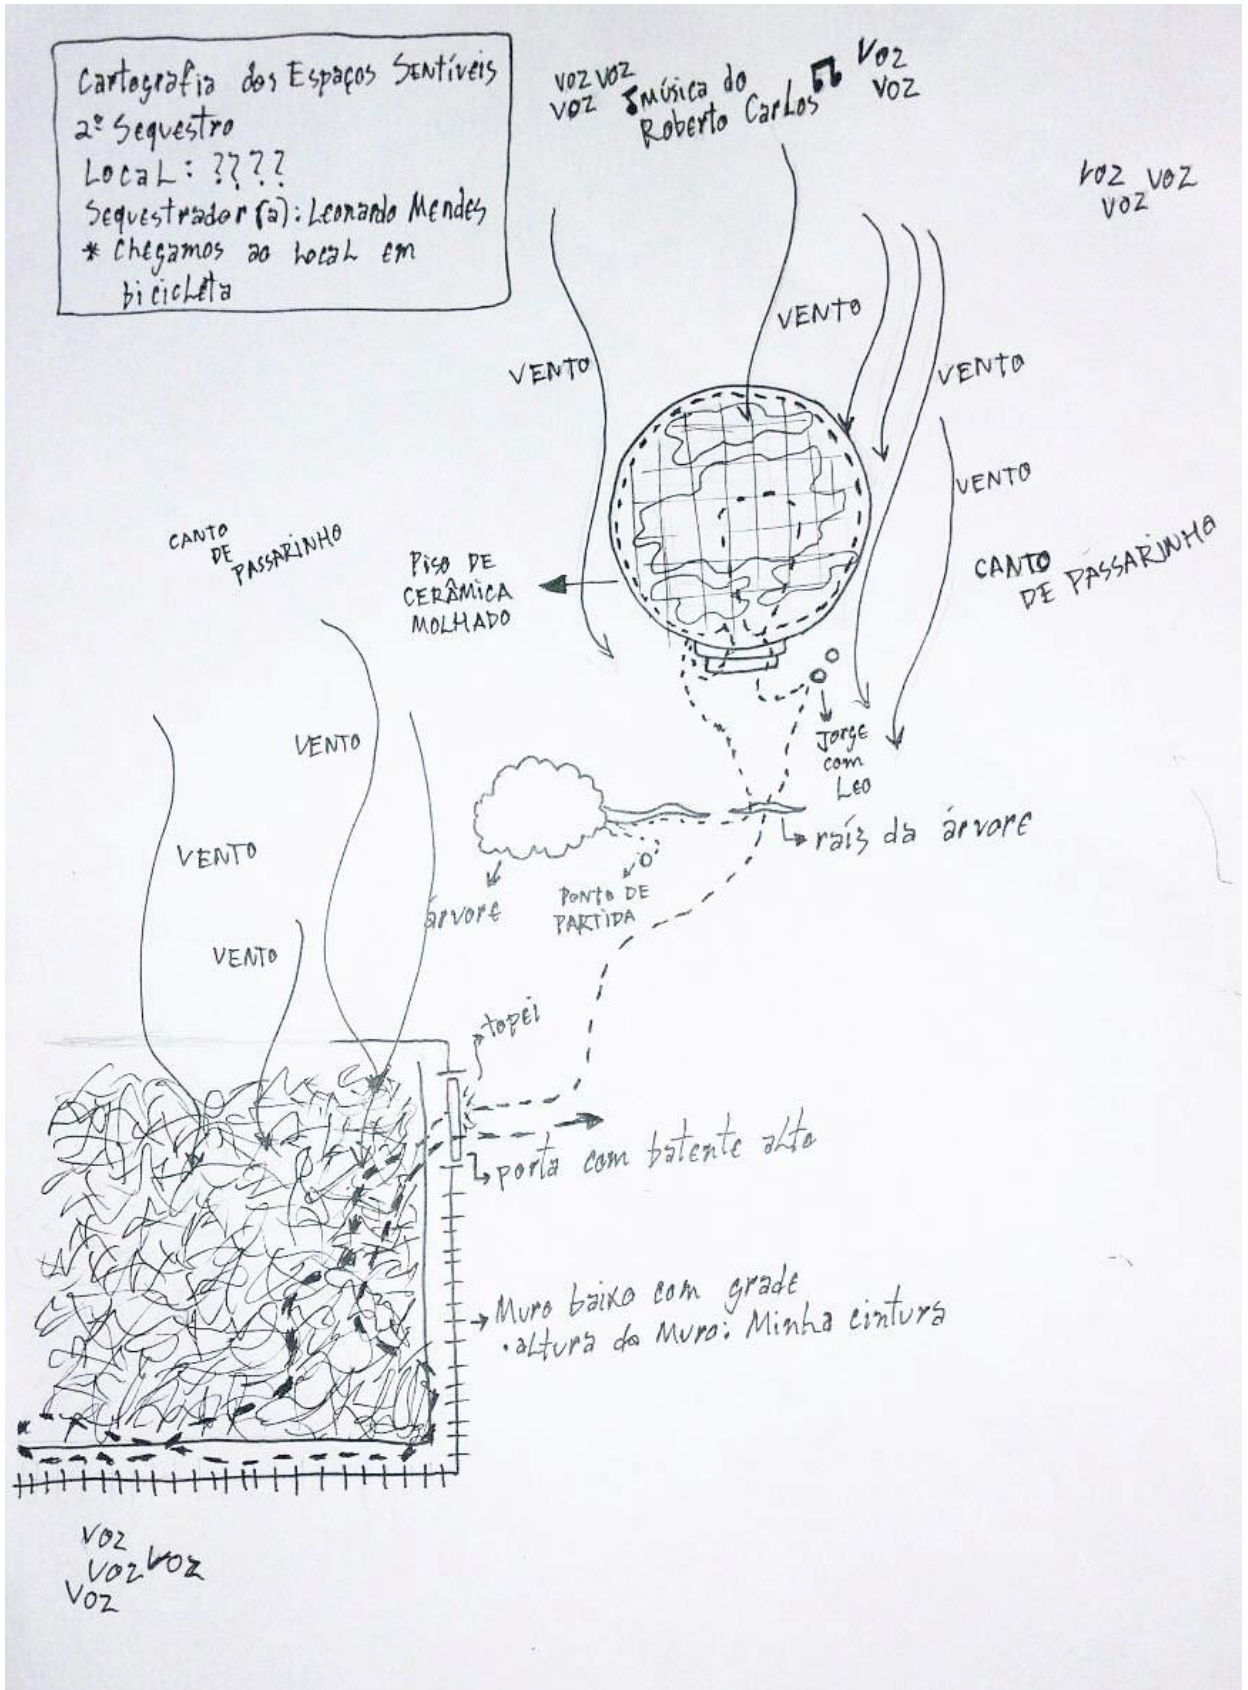 Cartografia dos Espaços Sentíveis
2º Sequestro
Local: ????
Sequestrador(a): Leonardo Mendes
* Chegamos ao local em
bicicleta
VOZ VOZ
VOZ
Música do
Roberto Carlos
VOZ
VOZ
VOZ VOZ
VOZ
VENTO
VENTO
VENTO
VENTO
CANTO
DE
PASSARINHO
PISO DE
CERÂMICA
MOLHADO
CANTO
DE PÁSSARINHO
Jorge
com
Leo
VENTO
raíz da árvore
VENTO
árvore
PONTO DE
PARTIDA
VENTO
topei
porta com batente alto
Muro baixo com grade
• altura do Muro: Minha cintura
VOZ
VOZ VOZ
VOZ